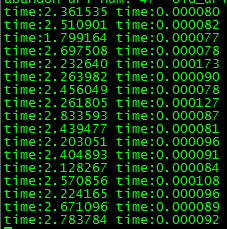 time:2.361535 time:0.000080
time:2.510901 time:0.000082
time:1.799164 time:0.000077
time:2.697508 time:0.000078
time:2.232640 time:0.000173
time:2.263982 time:0.000090
time:2.456049 time:0.000078
time:2.261805 time:0.000127
time:2.833593 time:0.000087
time:2.439477 time:0.000081
time:2.203051 time:0.000096
time:2.404893 time:0.000091
time:2.128267 time:0.000084
time:2.570856 time:0.000108
time:2.224165 time:0.000096
time:2.671096 time:0.000089
time:2.783784 time:0.000092